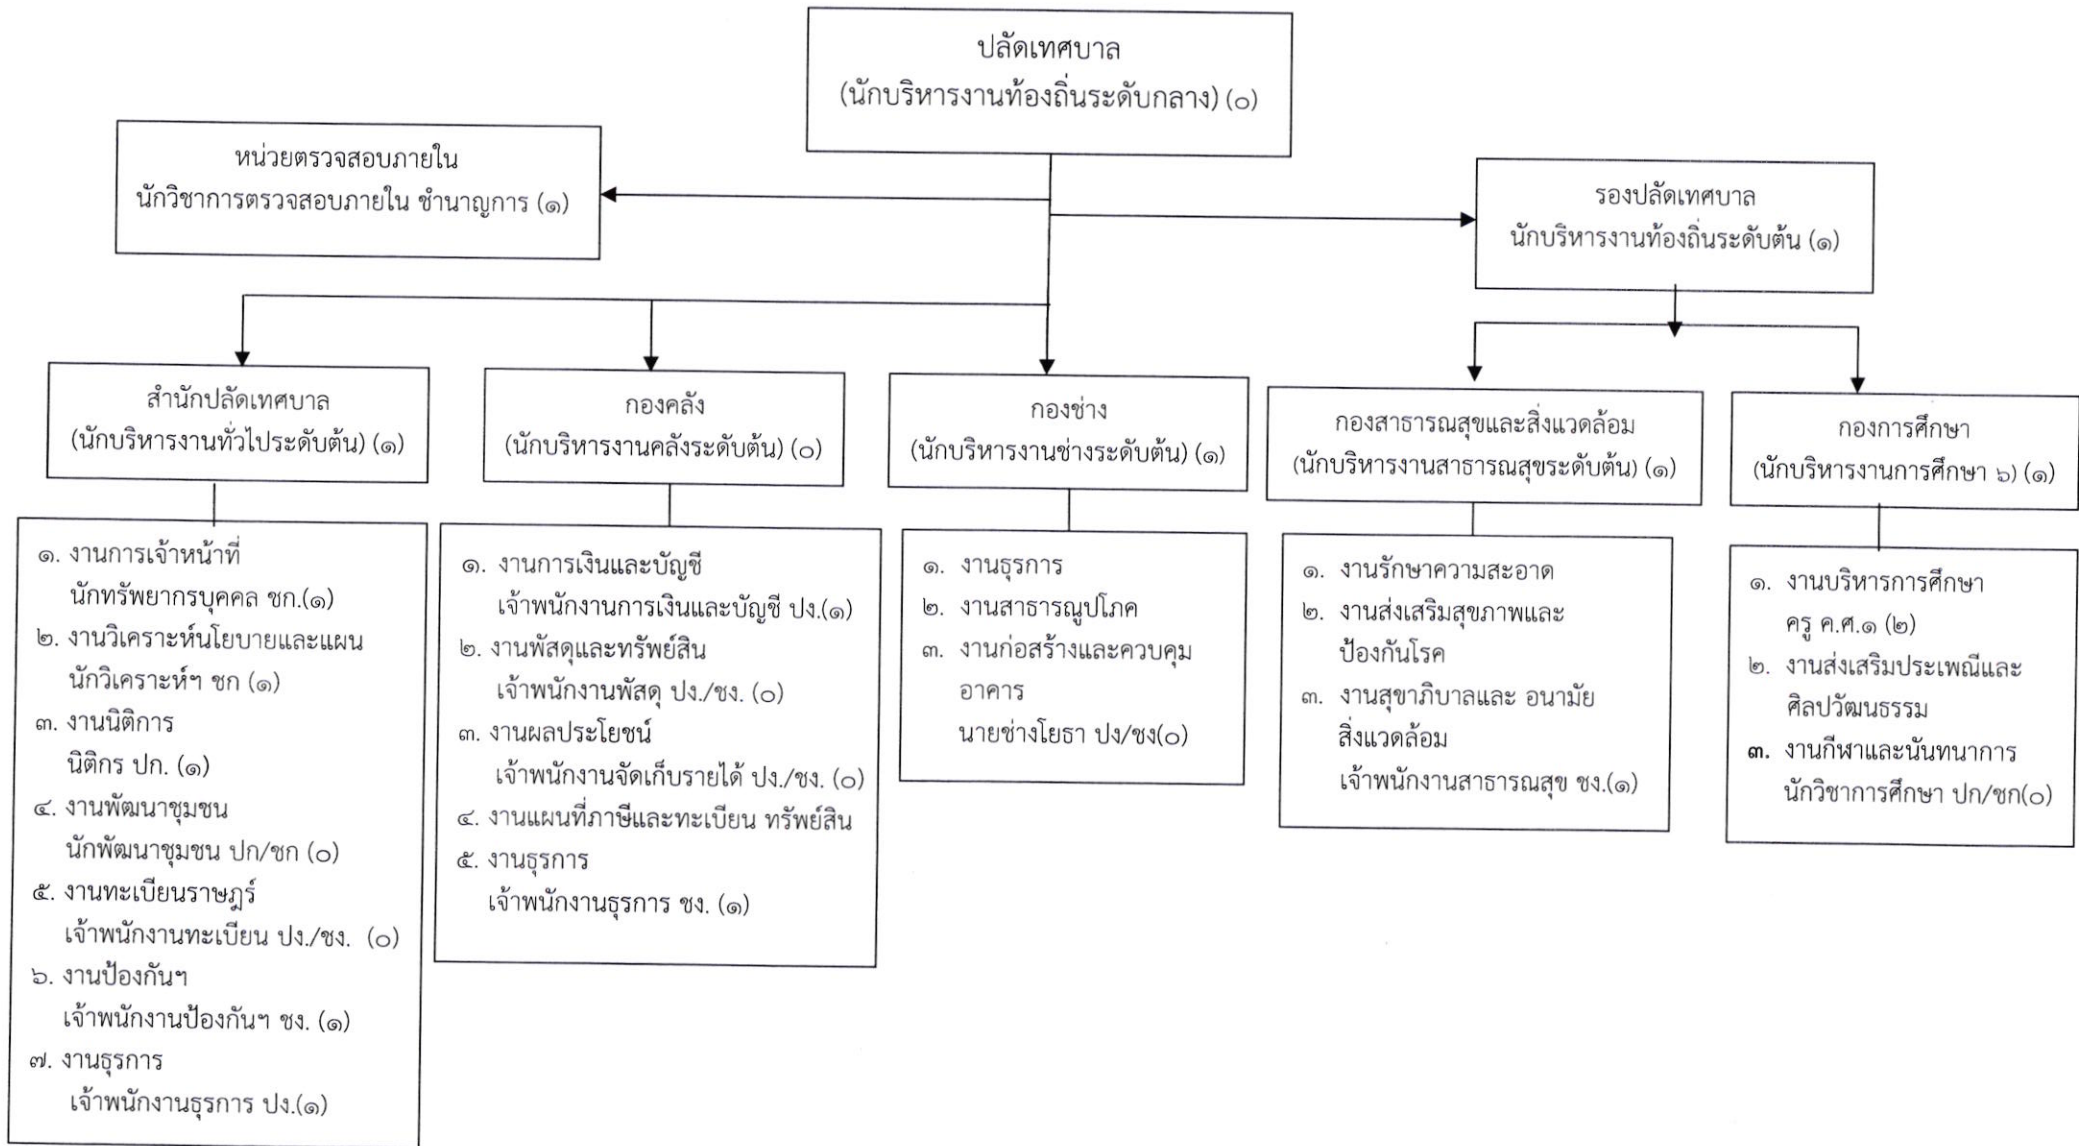 ปลัดเทศบาล
(นักบริหารงานท้องถิ่นระดับกลาง) (๐)
หน่วยตรวจสอบภายใน
นักวิชาการตรวจสอบภายใน ชำนาญการ (๑)
รองปลัดเทศบาล
นักบริหารงานท้องถิ่นระดับต้น (๑)
สำนักปลัดเทศบาล
(นักบริหารงานทั่วไประดับต้น) (๑)
กองคลัง
(นักบริหารงานคลังระดับต้น) (๐)
กองช่าง
(นักบริหารงานช่างระดับต้น) (๑)
กองสาธารณสุขและสิ่งแวดล้อม
(นักบริหารงานสาธารณสุขระดับต้น) (๑)
กองการศึกษา
(นักบริหารงานการศึกษา ๖) (๑)
๑. งานการเจ้าหน้าที่
นักทรัพยากรบุคคล ชก.(๑)
๒. งานวิเคราะห์นโยบายและแผน
นักวิเคราะห์ฯ ชก (๑)
๓. งานนิติการ
นิติกร ปก. (๑)
๔. งานพัฒนาชุมชน
นักพัฒนาชุมชน ปก/ชก (๐)
๕. งานทะเบียนราษฎร์
เจ้าพนักงานทะเบียน ปง./ชง. (๐)
๖. งานป้องกันฯ
เจ้าพนักงานป้องกันฯ ชง. (๑)
๗. งานธุรการ
เจ้าพนักงานธุรการ ปง.(๑)
๑. งานการเงินและบัญชี
เจ้าพนักงานการเงินและบัญชี ปง.(๑)
๒. งานพัสดุและทรัพย์สิน
เจ้าพนักงานพัสดุ ปง./ชง. (๐)
๓. งานผลประโยชน์
เจ้าพนักงานจัดเก็บรายได้ ปง./ชง. (๐)
๔. งานแผนที่ภาษีและทะเบียน ทรัพย์สิน
๕. งานธุรการ
เจ้าพนักงานธุรการ ชง. (๑)
๑. งานธุรการ
๒. งานสาธารณูปโภค
๓. งานก่อสร้างและควบคุม
อาคาร
นายช่างโยธา ปง/ชง(๐)
๑. งานรักษาความสะอาด
๒. งานส่งเสริมสุขภาพและ
ป้องกันโรค
๓. งานสุขาภิบาลและ อนามัย
สิ่งแวดล้อม
เจ้าพนักงานสาธารณสุข ชง.(๑)
๑. งานบริหารการศึกษา
ครู ค.ศ.๑ (๒)
๒. งานส่งเสริมประเพณีและ
ศิลปวัฒนธรรม
๓. งานกีฬาและนันทนาการ
นักวิชาการศึกษา ปก/ชก(๐)